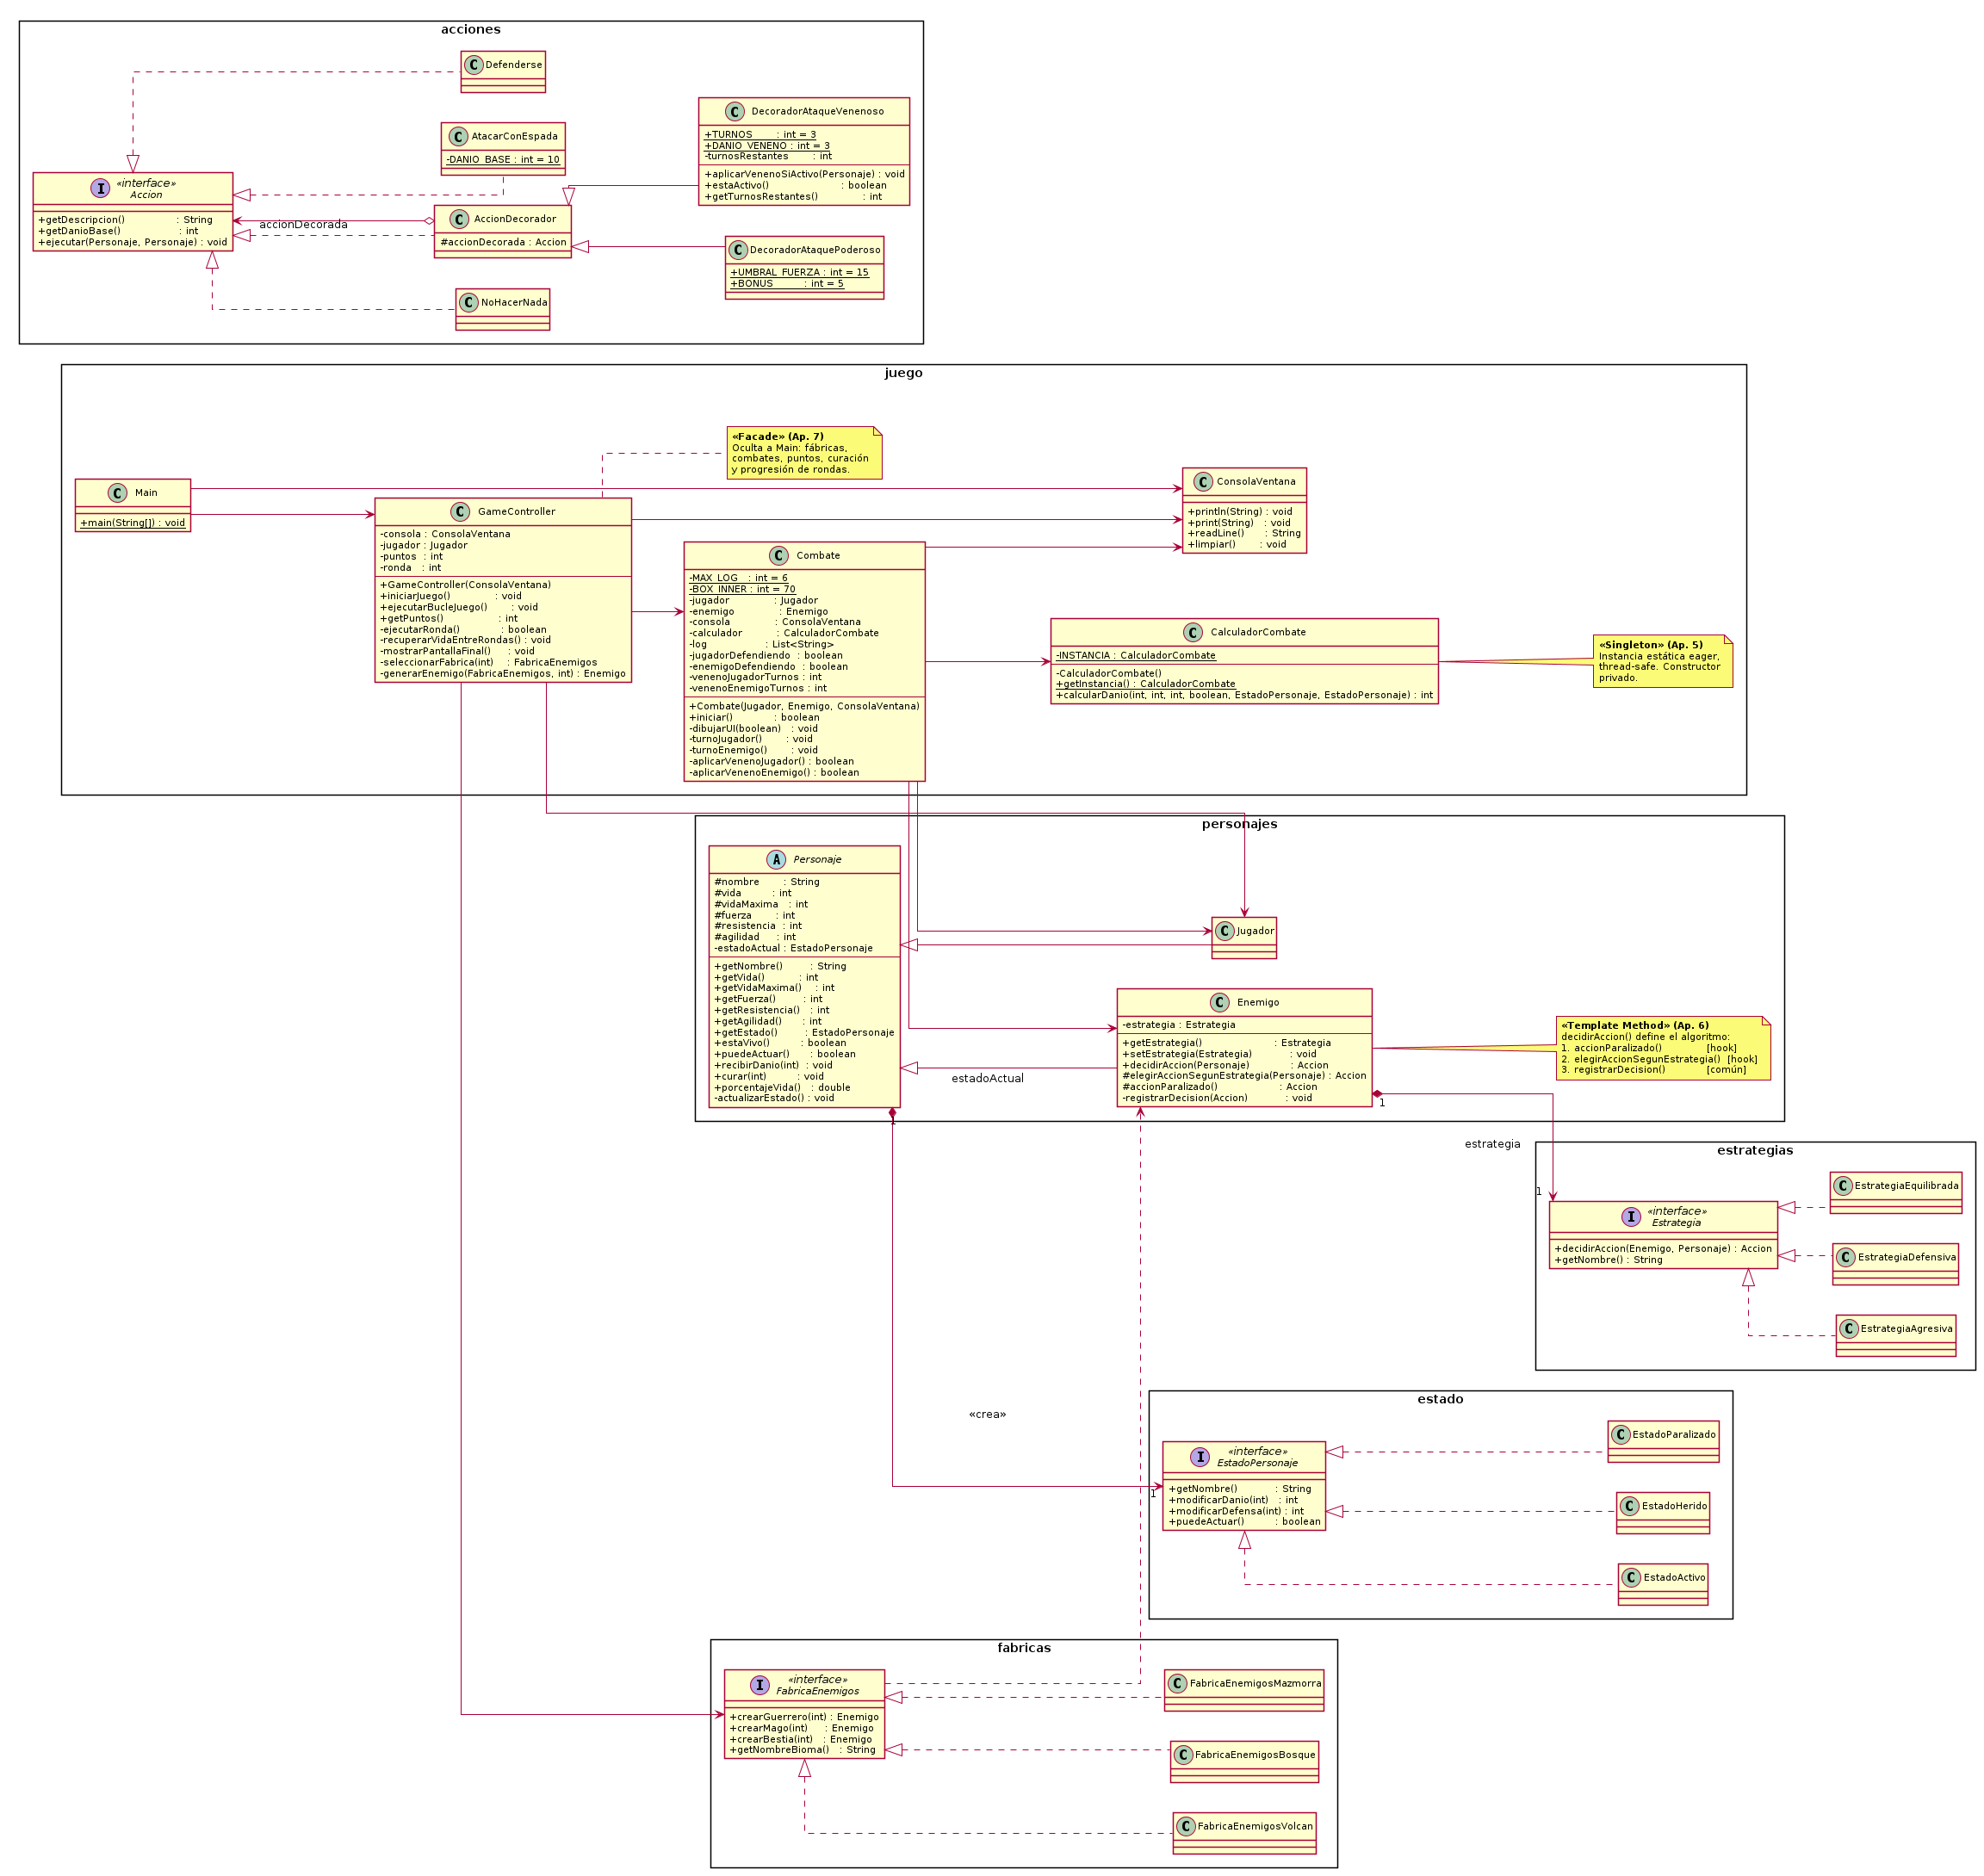 acciones
Defenderse
DecoradorAtaqueVenenoso
+TURNOS : int = 3
+DANIO_VENENO : int = 3
-turnosRestantes : int
+aplicarVenenoSiActivo(Personaje) : void
+estaActivo() : boolean
+getTurnosRestantes() : int
AtacarConEspada
-DANIO_BASE : int = 10
«interface»
Accion
+getDescripcion() : String
+getDanioBase() : int
+ejecutar(Personaje, Personaje) : void
accionDecorada
AccionDecorador
#accionDecorada : Accion
DecoradorAtaquePoderoso
+UMBRAL_FUERZA : int = 15
+BONUS : int = 5
NoHacerNada
juego
«Facade» (Ap. 7)
Oculta a Main: fábricas,
combates, puntos, curación
y progresión de rondas.
Main
+main(String[]) : void
GameController
-consola : ConsolaVentana
-jugador : Jugador
-puntos : int
-ronda : int
+GameController(ConsolaVentana)
+iniciarJuego() : void
+ejecutarBucleJuego() : void
+getPuntos() : int
-ejecutarRonda() : boolean
-recuperarVidaEntreRondas() : void
-mostrarPantallaFinal() : void
-seleccionarFabrica(int) : FabricaEnemigos
-generarEnemigo(FabricaEnemigos, int) : Enemigo
ConsolaVentana
+println(String) : void
+print(String) : void
+readLine() : String
+limpiar() : void
Combate
-MAX_LOG : int = 6
-BOX_INNER : int = 70
-jugador : Jugador
-enemigo : Enemigo
-consola : ConsolaVentana
-calculador : CalculadorCombate
-log : List<String>
-jugadorDefendiendo : boolean
-enemigoDefendiendo : boolean
-venenoJugadorTurnos : int
-venenoEnemigoTurnos : int
+Combate(Jugador, Enemigo, ConsolaVentana)
+iniciar() : boolean
-dibujarUI(boolean) : void
-turnoJugador() : void
-turnoEnemigo() : void
-aplicarVenenoJugador() : boolean
-aplicarVenenoEnemigo() : boolean
CalculadorCombate
-INSTANCIA : CalculadorCombate
-CalculadorCombate()
+getInstancia() : CalculadorCombate
+calcularDanio(int, int, int, boolean, EstadoPersonaje, EstadoPersonaje) : int
«Singleton» (Ap. 5)
Instancia estática eager,
thread-safe. Constructor
privado.
personajes
Personaje
#nombre : String
#vida : int
#vidaMaxima : int
#fuerza : int
#resistencia : int
#agilidad : int
-estadoActual : EstadoPersonaje
+getNombre() : String
+getVida() : int
+getVidaMaxima() : int
+getFuerza() : int
+getResistencia() : int
+getAgilidad() : int
+getEstado() : EstadoPersonaje
+estaVivo() : boolean
+puedeActuar() : boolean
+recibirDanio(int) : void
+curar(int) : void
+porcentajeVida() : double
-actualizarEstado() : void
Jugador
Enemigo
-estrategia : Estrategia
+getEstrategia() : Estrategia
+setEstrategia(Estrategia) : void
+decidirAccion(Personaje) : Accion
#elegirAccionSegunEstrategia(Personaje) : Accion
#accionParalizado() : Accion
-registrarDecision(Accion) : void
«Template Method» (Ap. 6)
decidirAccion() define el algoritmo:
1. accionParalizado() [hook]
2. elegirAccionSegunEstrategia() [hook]
3. registrarDecision() [común]
estadoActual
1
1
estrategia
1
estrategias
«interface»
Estrategia
+decidirAccion(Enemigo, Personaje) : Accion
+getNombre() : String
EstrategiaEquilibrada
EstrategiaDefensiva
EstrategiaAgresiva
«crea»
estado
1
«interface»
EstadoPersonaje
+getNombre() : String
+modificarDanio(int) : int
+modificarDefensa(int) : int
+puedeActuar() : boolean
EstadoParalizado
EstadoHerido
EstadoActivo
fabricas
«interface»
FabricaEnemigos
+crearGuerrero(int) : Enemigo
+crearMago(int) : Enemigo
+crearBestia(int) : Enemigo
+getNombreBioma() : String
FabricaEnemigosMazmorra
FabricaEnemigosBosque
FabricaEnemigosVolcan